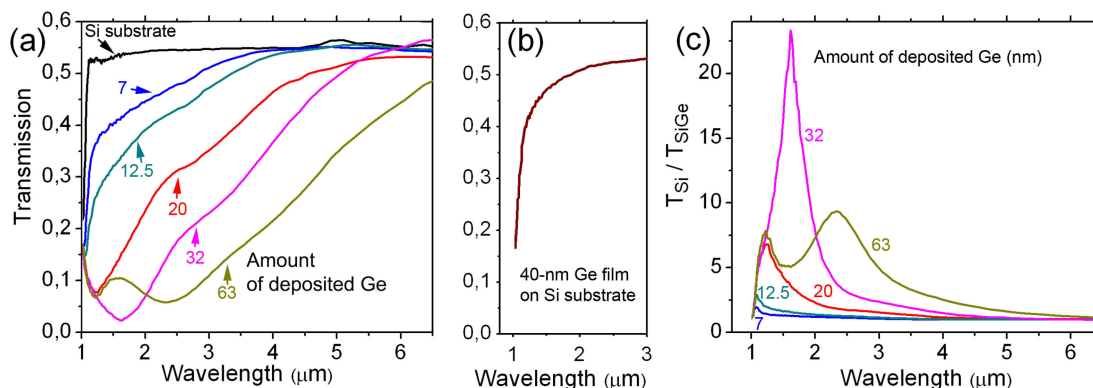 (a)
Si substrate
7
12.5
20
32
63
Amount
of deposited Ge
Transmission
0,6
0,5
0,4
0,3
0,2
0,1
0,0
1 2 3 4 5 6
Wavelength (μm)
(b)
40-nm Ge film
on Si substrate
0,6
0,5
0,4
0,3
0,2
0,1
0,0
1 2 3
Wavelength (μm)
(c)
Amount of deposited Ge (nm)
32
63
20
12.5
7
T_Si / T_SiGe
20
15
10
5
0
1 2 3 4 5 6
Wavelength (μm)